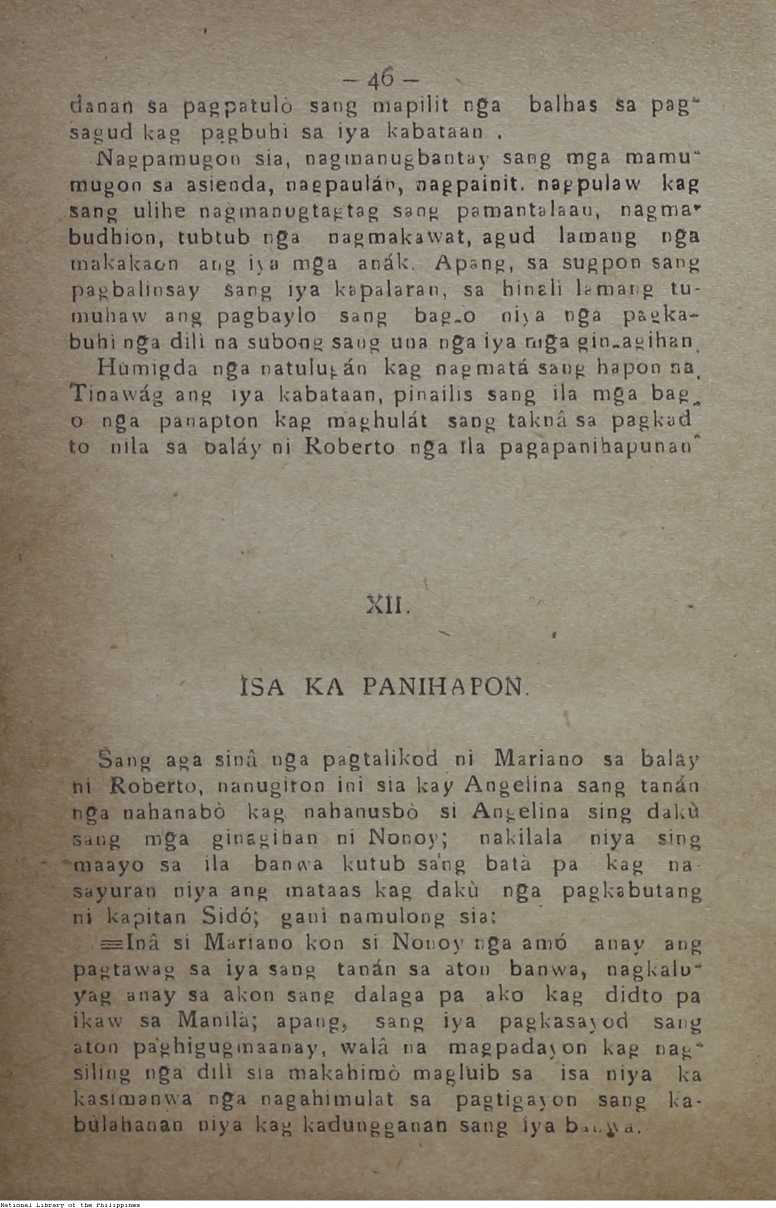 — 46 —
danan sa pagpatulò sang mapilit nga balhas sa pag-
sagud kag pagbuhi sa iya kabataan .
Nagpamugon sia, nagmanugbantay sang mga mamu-
mugon sa asienda, nagpaulán, nagpainit. nagpulaw kag
sang ulihe nagmanugtagtag sang pamantalaan, nagma-
budhion, tubtub nga nagmakawat, agud lamang nga
makakaon ang iya mga anák. Apang, sa sugpon sang
pagbalinsay sang iya kapalaran, sa hinali lamang tu-
muhaw ang pagbaylo sang bag-o niya nga pagka-
buhi nga dilì na subong sang una nga iya mga gin-agihan.
Humigda nga natulugán kag nagmatá sang hapon na.
Tinawág ang iya kabataan, pinailis sang ila mga bag-
o nga panapton kag maghulát sang taknâ sa pagkad
to nila sa baláy ni Roberto nga ila pagapanihapunan
XII.
ISA KA PANIHAPON.
Sang aga sinâ nga pagtalikod ni Mariano sa baláy
ni Roberto, nanugiron ini sia kay Angelina sang tanán
nga nahanabò kag nahanusbò si Angelina sing dakù
sang mga ginagihan ni Nonoy; nakilala niya sing
maayo sa ila banwa kutub sang batà pa kag na-
sayuran niya ang mataas kag dakù nga pagkabutang
ni kapitan Sidó; gani namulong sia:
=Inâ si Mariano kon si Nonoy nga amó anay ang
pagtawag sa iya sang tanán sa aton banwa, nagkalu-
yag anay sa akon sang dalaga pa ako kag didto pa
ikaw sa Manila; apang, sang iya pagkasayod sang
aton paghigugmaanay, walâ na magpadayon kag nag-
siling nga dilì sia makahimò magluib sa isa niya ka
kasimanwa nga nagahimulat sa pagtigayon sang ka-
bulahanan niya kag kadungganan sang iya banwa.
National Library of the Philippines